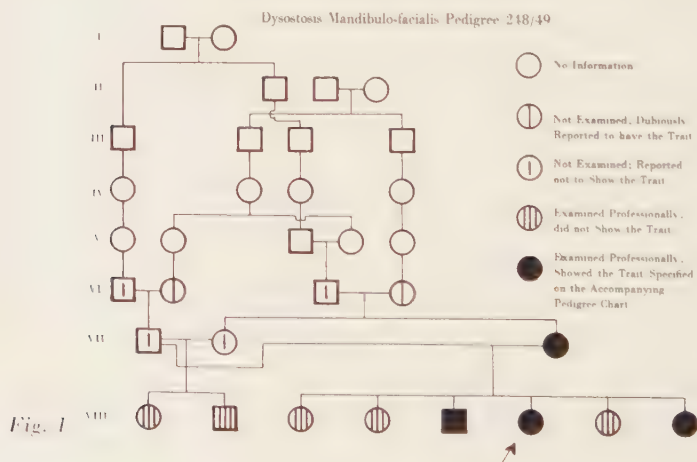 Dysostosis Mandibulo-facialis Pedigree 248/49
I
II
III
IV
V
VI
VII
VIII
No Information
Not Examined, Dubiously
Reported to have the Trait
Not Examined; Reported
not to Show the Trait
Examined Professionally,
did not Show the Trait
Examined Professionally,
Showed the Trait Specified
on the Accompanying
Pedigree Chart
Fig. 1